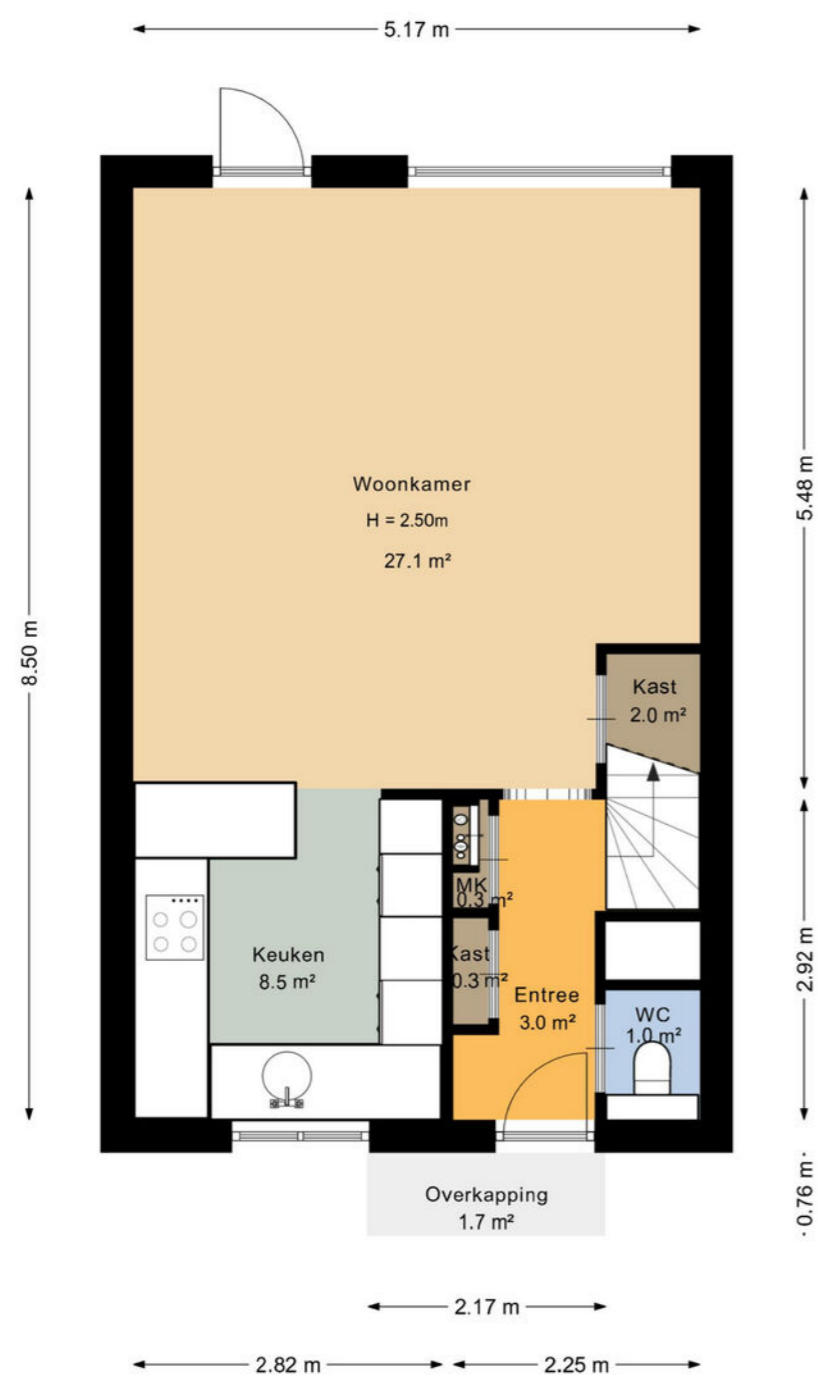 5.17 m
Woonkamer
H = 2.50m
27.1 m²
8.50 m
5.48 m
Kast
2.0 m²
MK
0.3 m²
Keuken
8.5 m²
Kast
0.3 m²
Entree
3.0 m²
WC
1.0 m²
2.92 m
Overkapping
1.7 m²
0.76 m
2.17 m
2.82 m
2.25 m